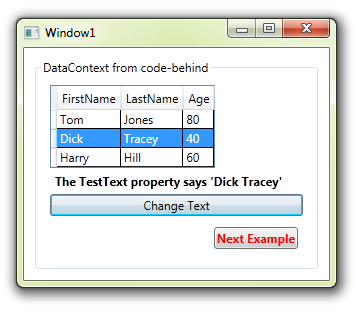 Window1
DataContext from code-behind
FirstName LastName Age
Tom Jones 80
Dick Tracey 40
Harry Hill 60
The TestText property says 'Dick Tracey'
Change Text
Next Example